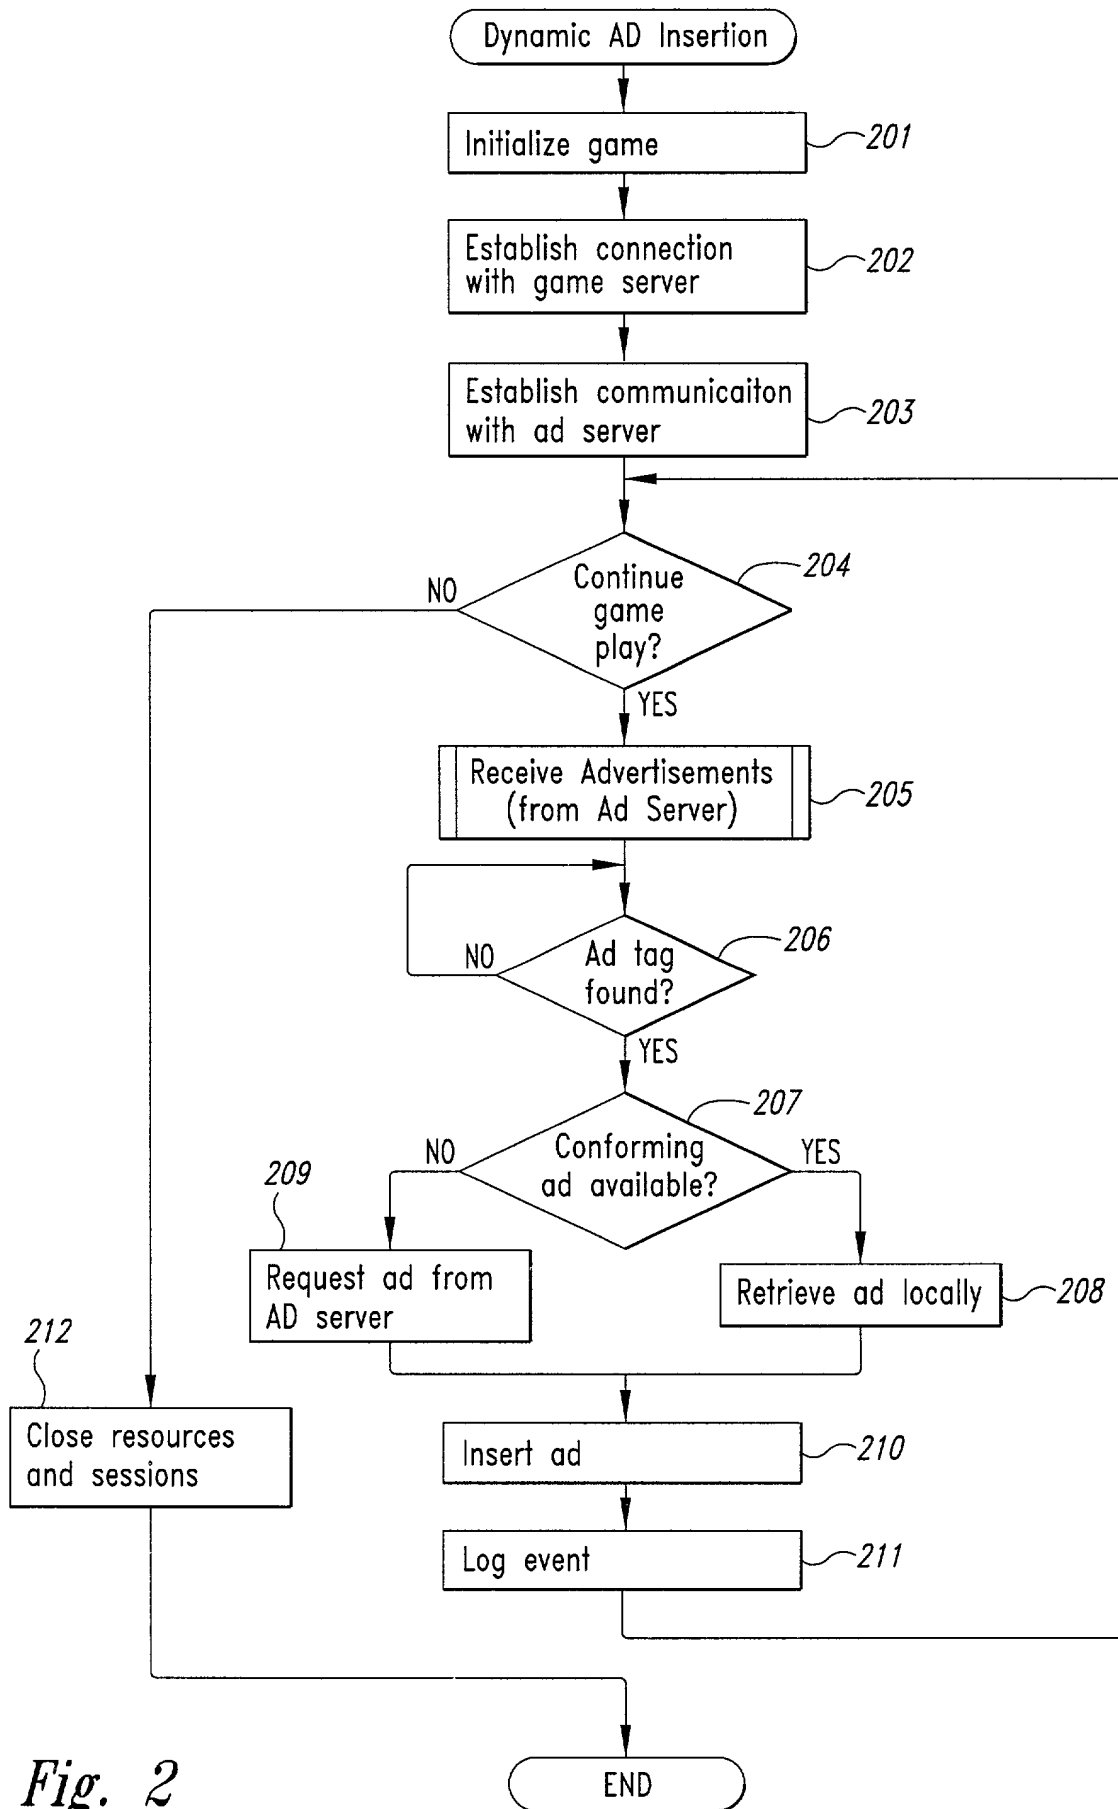 Dynamic AD Insertion
Initialize game
201
Establish connection
with game server
202
Establish communicaiton
with ad server
203
Continue
game
play?
204
NO
YES
Receive Advertisements
(from Ad Server)
205
Ad tag
found?
206
NO
YES
Conforming
ad available?
207
NO
YES
209
Request ad from
AD server
Retrieve ad locally
208
212
Close resources
and sessions
Insert ad
210
Log event
211
END
Fig. 2